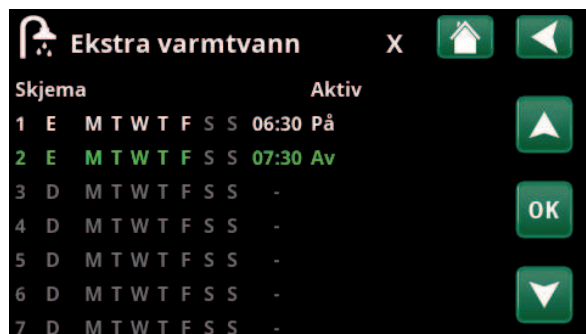 Ekstra varmtvann X
Skjema Aktiv
1 E M T W T F S S 06:30 På
2 E M T W T F S S 07:30 Av
3 D M T W T F S S -
4 D M T W T F S S -
OK
5 D M T W T F S S -
6 D M T W T F S S -
7 D M T W T F S S -